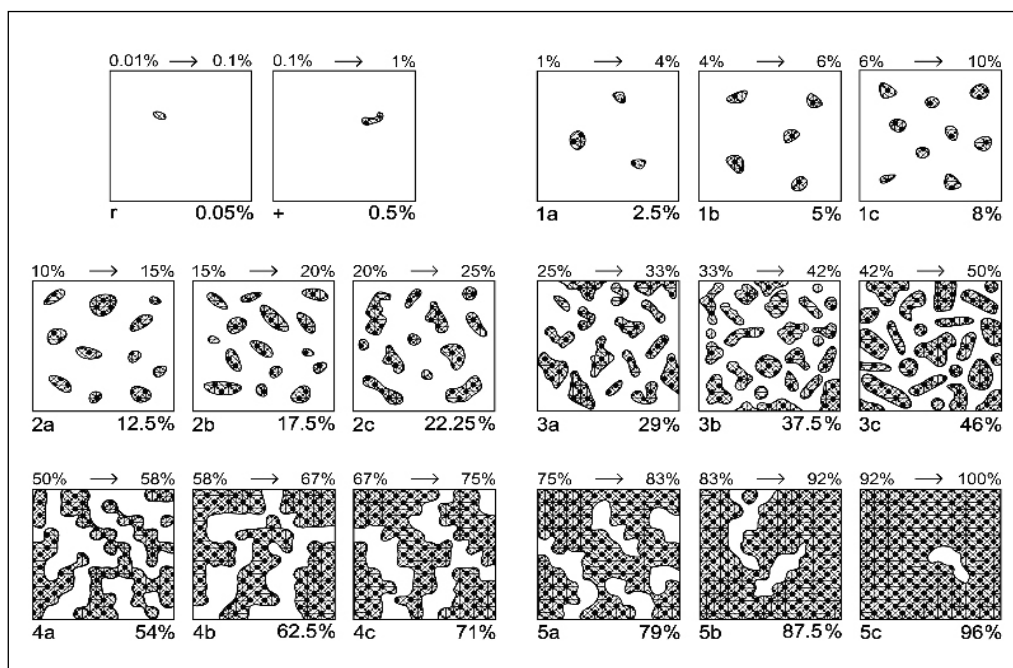 0.01% → 0.1% 0.1% → 1% 1% → 4% 4% → 6% 6% → 10%
r 0.05% + 0.5% 1a 2.5% 1b 5% 1c 8%
10% → 15% 15% → 20% 20% → 25% 25% → 33% 33% → 42% 42% → 50%
2a 12.5% 2b 17.5% 2c 22.25% 3a 29% 3b 37.5% 3c 46%
50% → 58% 58% → 67% 67% → 75% 75% → 83% 83% → 92% 92% → 100%
4a 54% 4b 62.5% 4c 71% 5a 79% 5b 87.5% 5c 96%